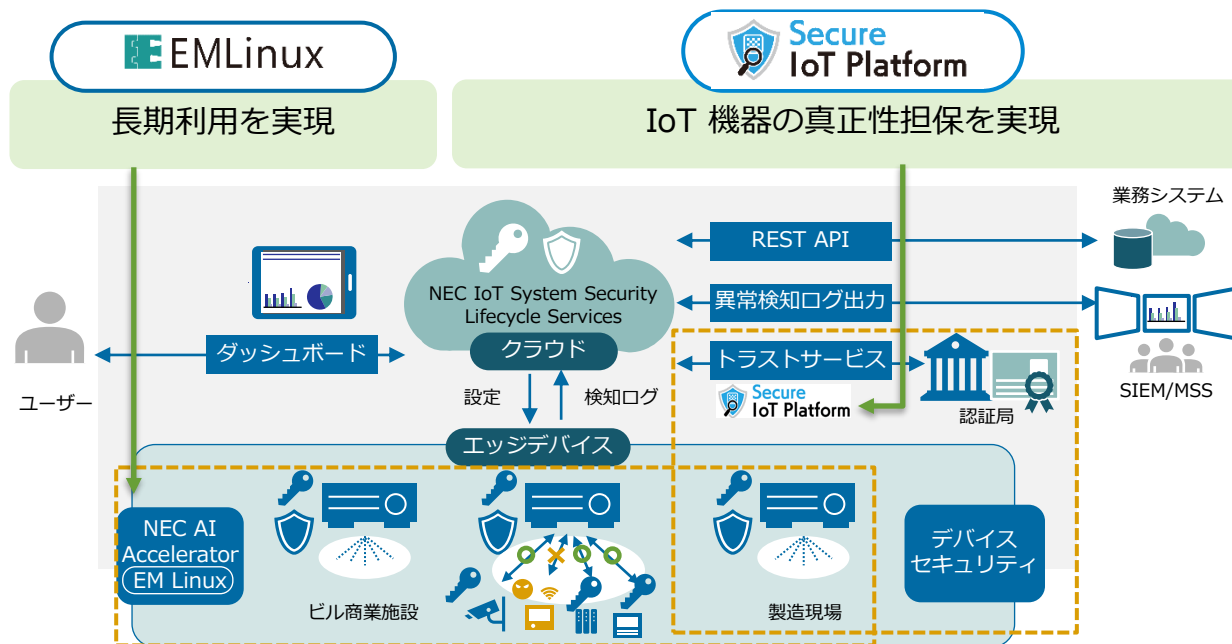 EMLinux
Secure
IoT Platform
長期利用を実現
IoT 機器の真正性担保を実現
業務システム
REST API
NEC IoT System Security
Lifecycle Services
異常検知ログ出力
クラウド
ダッシュボード
トラストサービス
ユーザー
設定
検知ログ
Secure
IoT Platform
認証局
SIEM/MSS
エッジデバイス
NEC AI
Accelerator
EM Linux
デバイス
セキュリティ
ビル商業施設
製造現場